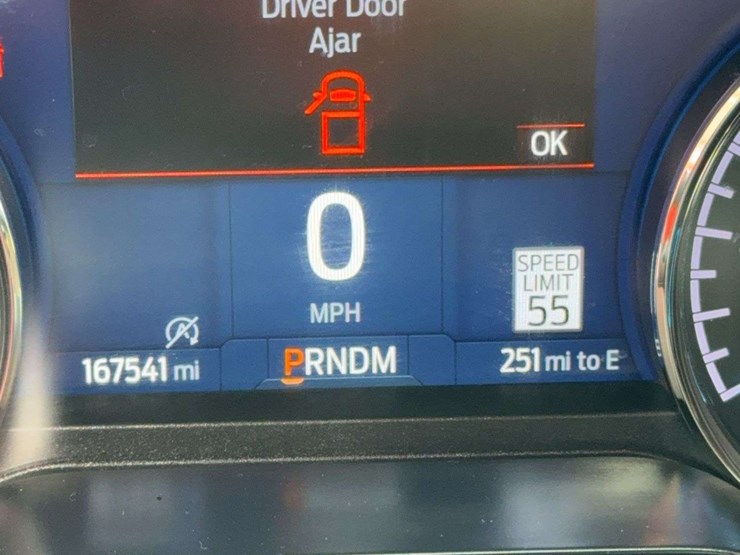 Driver Door
Ajar
OK
0
MPH
SPEED
LIMIT
55
167541 mi
PRNDM
251 mi to E